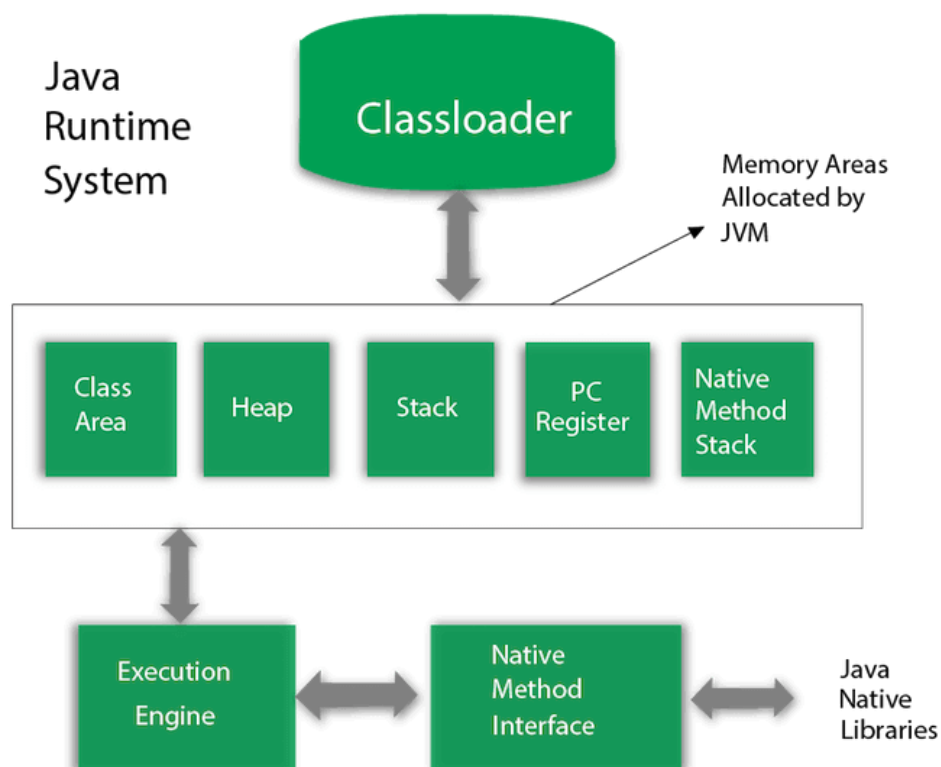 Java
Runtime
System
Classloader
Memory Areas
Allocated by
JVM
Class
Area
Heap
Stack
PC
Register
Native
Method
Stack
Execution
Engine
Native
Method
Interface
Java
Native
Libraries